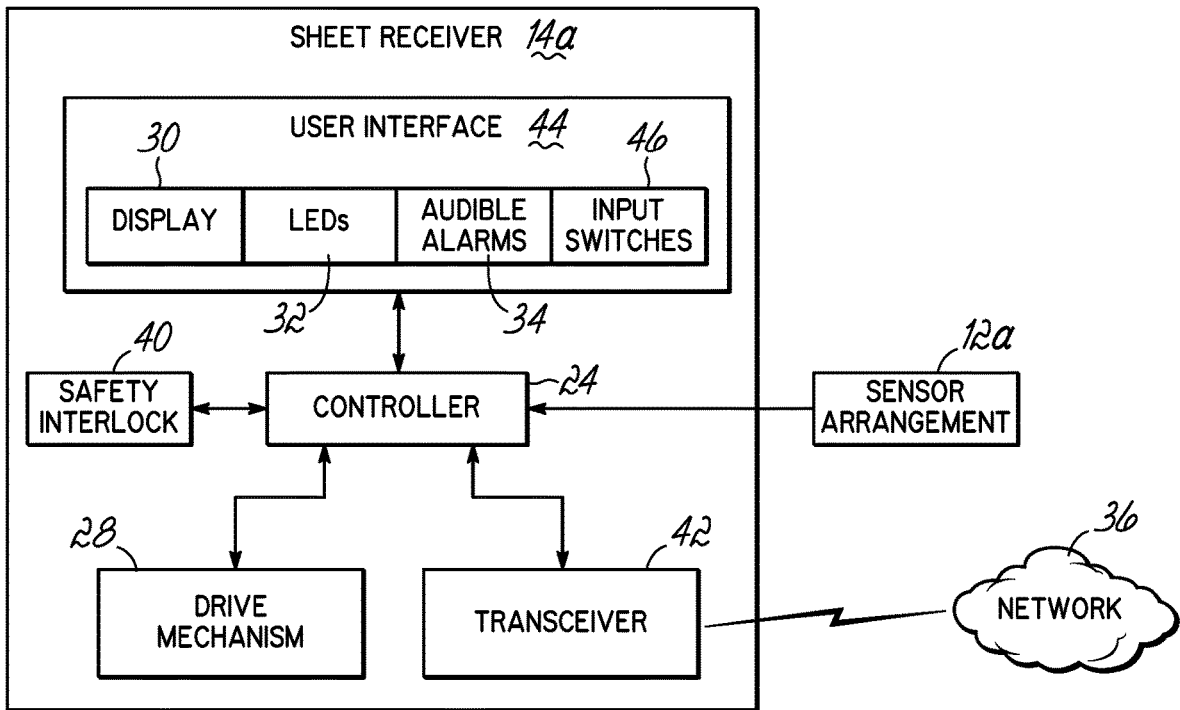 SHEET RECEIVER 14a
USER INTERFACE 44
30
46
DISPLAY
LEDs
AUDIBLE ALARMS
INPUT SWITCHES
32
34
40
SAFETY INTERLOCK
24
CONTROLLER
12a
SENSOR ARRANGEMENT
28
DRIVE MECHANISM
42
TRANSCEIVER
36
NETWORK